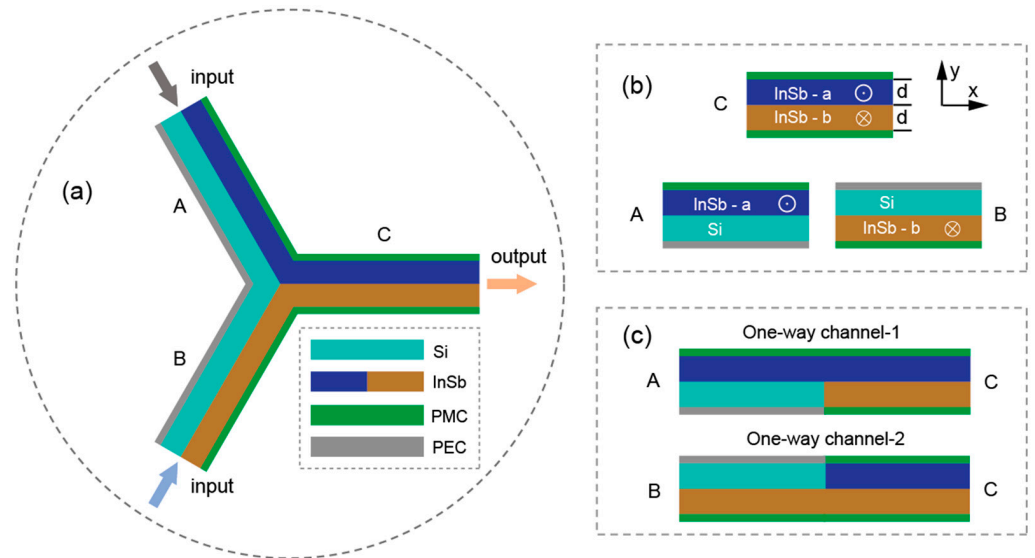 input
(a)
A
C
output
B
input
Si
InSb
PMC
PEC
(b)
y
x
C
InSb - a
d
InSb - b
d
A
InSb - a
Si
Si
B
InSb - b
(c)
One-way channel-1
A
C
One-way channel-2
B
C